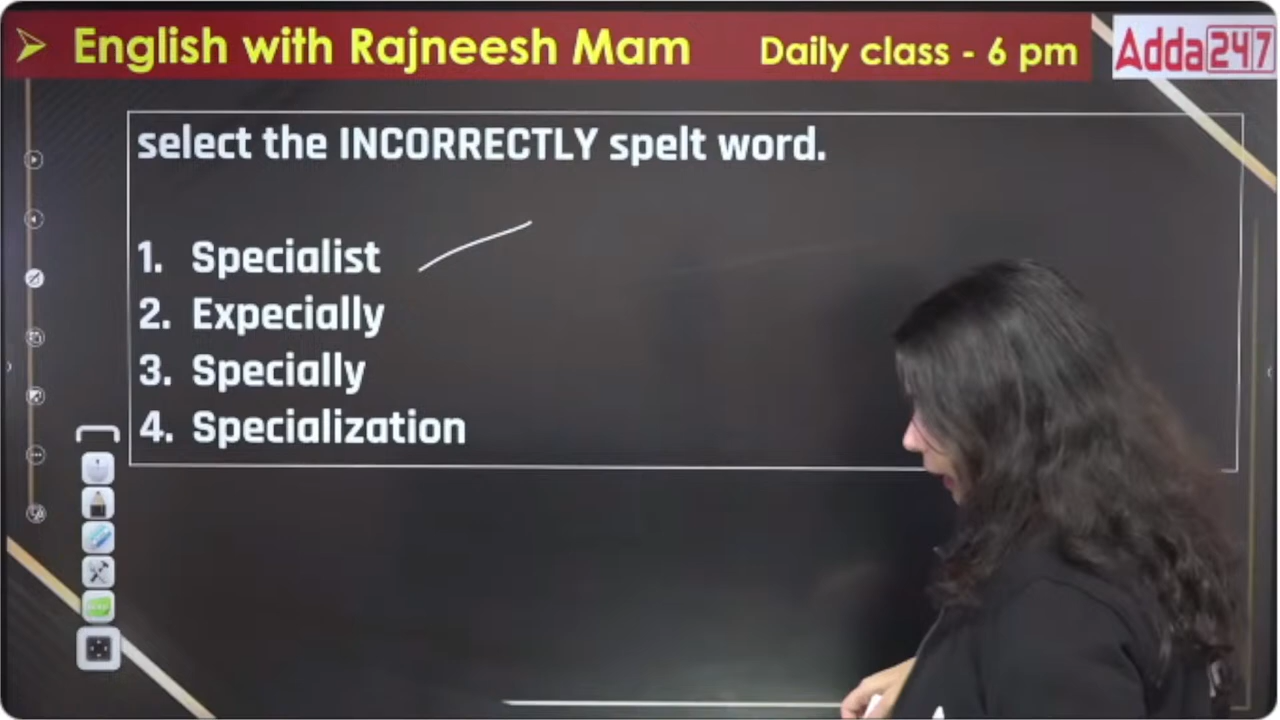 English with Rajneesh Mam Daily class - 6 pm Adda247
select the INCORRECTLY spelt word.
1. Specialist
2. Expecially
3. Specially
4. Specialization